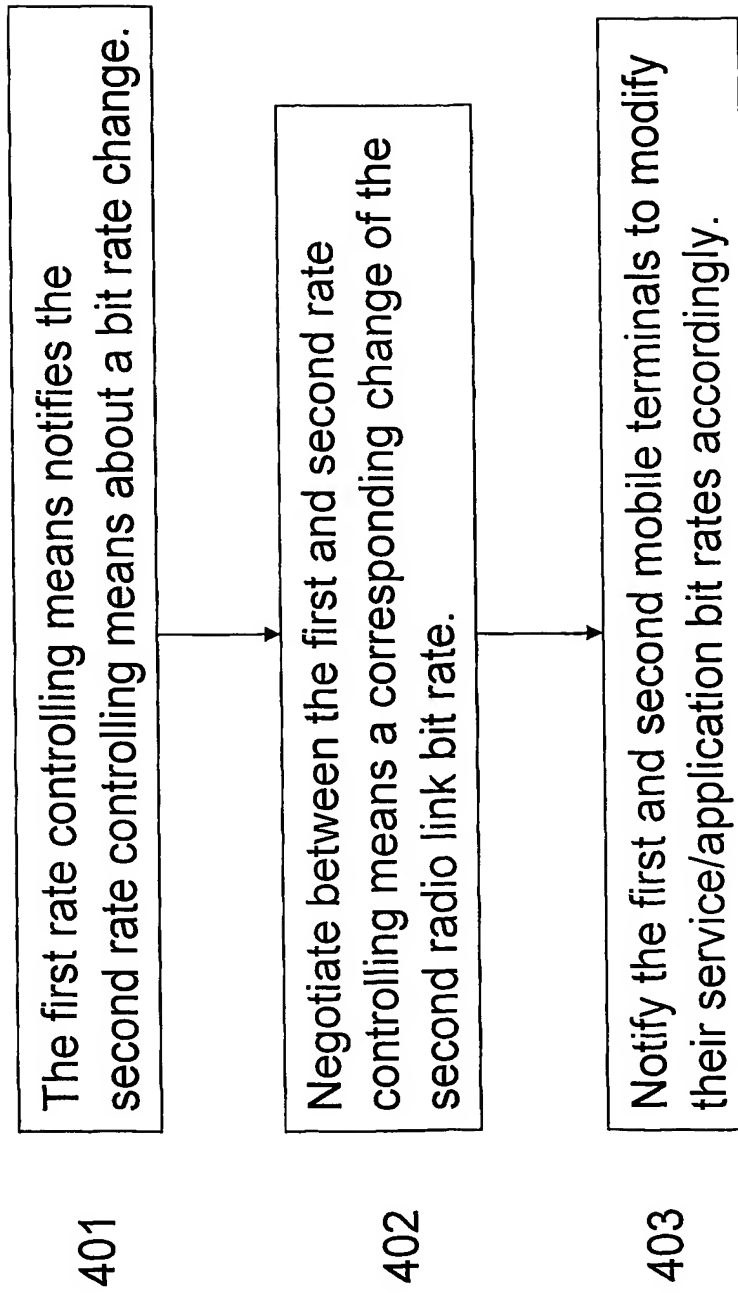 401
The first rate controlling means notifies the
second rate controlling means about a bit rate change.
402
Negotiate between the first and second rate
controlling means a corresponding change of the
second radio link bit rate.
403
Notify the first and second mobile terminals to modify
their service/application bit rates accordingly.